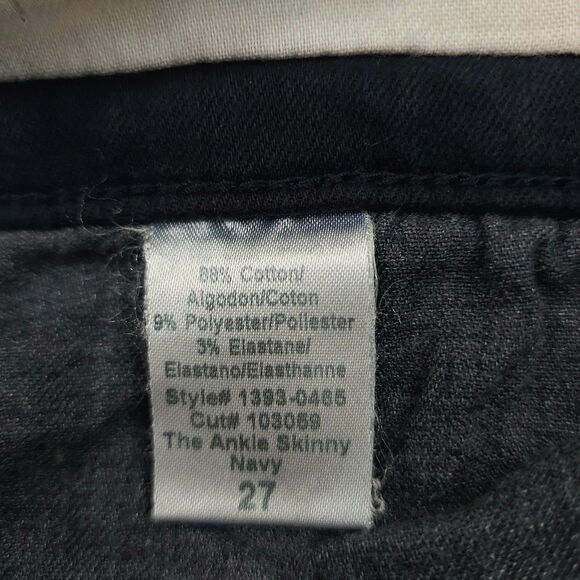 88% Cotton/
Algodon/Coton
9% Polyester/Poliester
3% Elastane/
Elastano/Elasthanne
Style# 1393-0465
Cut# 103059
The Ankle Skinny
Navy
27